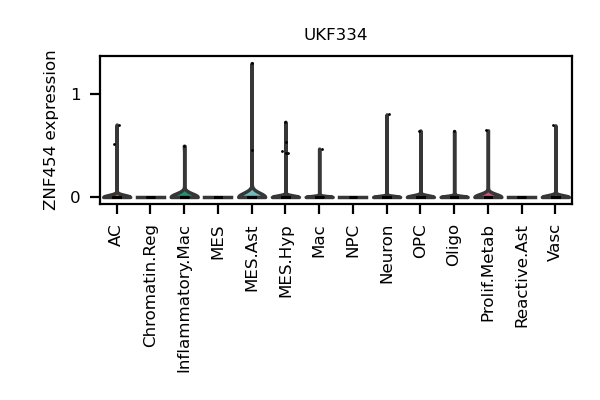 UKF334
ZNF454 expression
1
0
AC
Chromatin.Reg
Inflammatory.Mac
MES
MES.Ast
MES.Hyp
Mac
NPC
Neuron
OPC
Oligo
Prolif.Metab
Reactive.Ast
Vasc